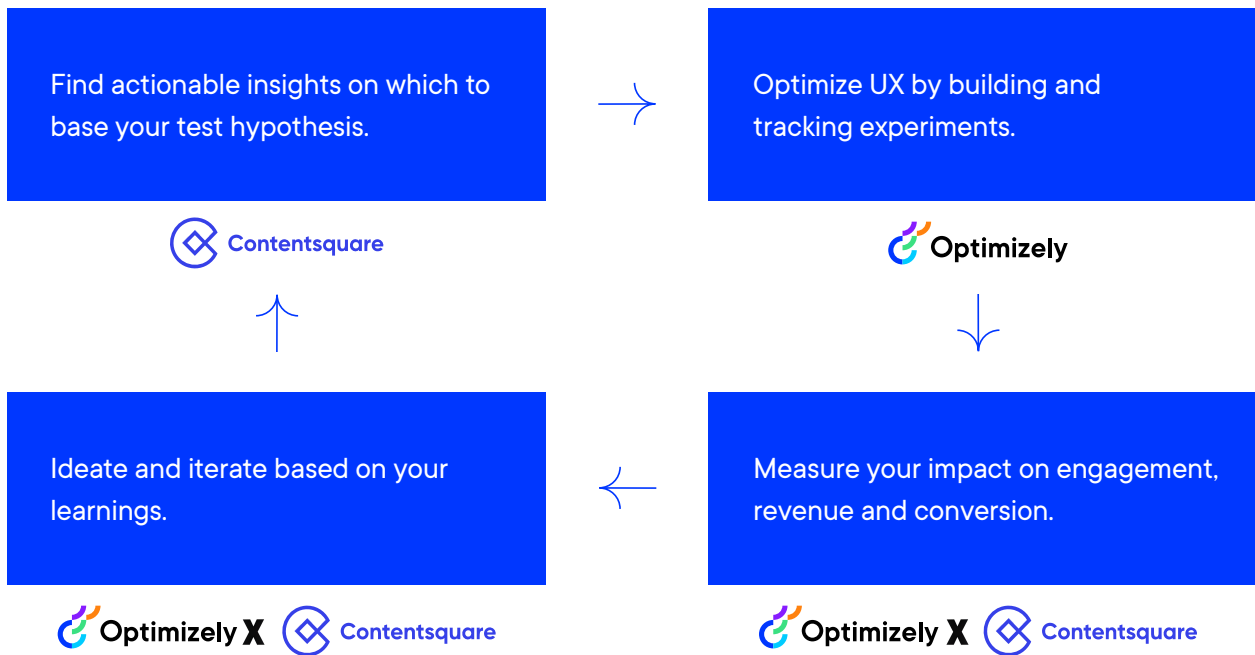 Find actionable insights on which to
base your test hypothesis.
Contentsquare
Optimize UX by building and
tracking experiments.
Optimizely
Ideate and iterate based on your
learnings.
Optimizely X Contentsquare
Measure your impact on engagement,
revenue and conversion.
Optimizely X Contentsquare